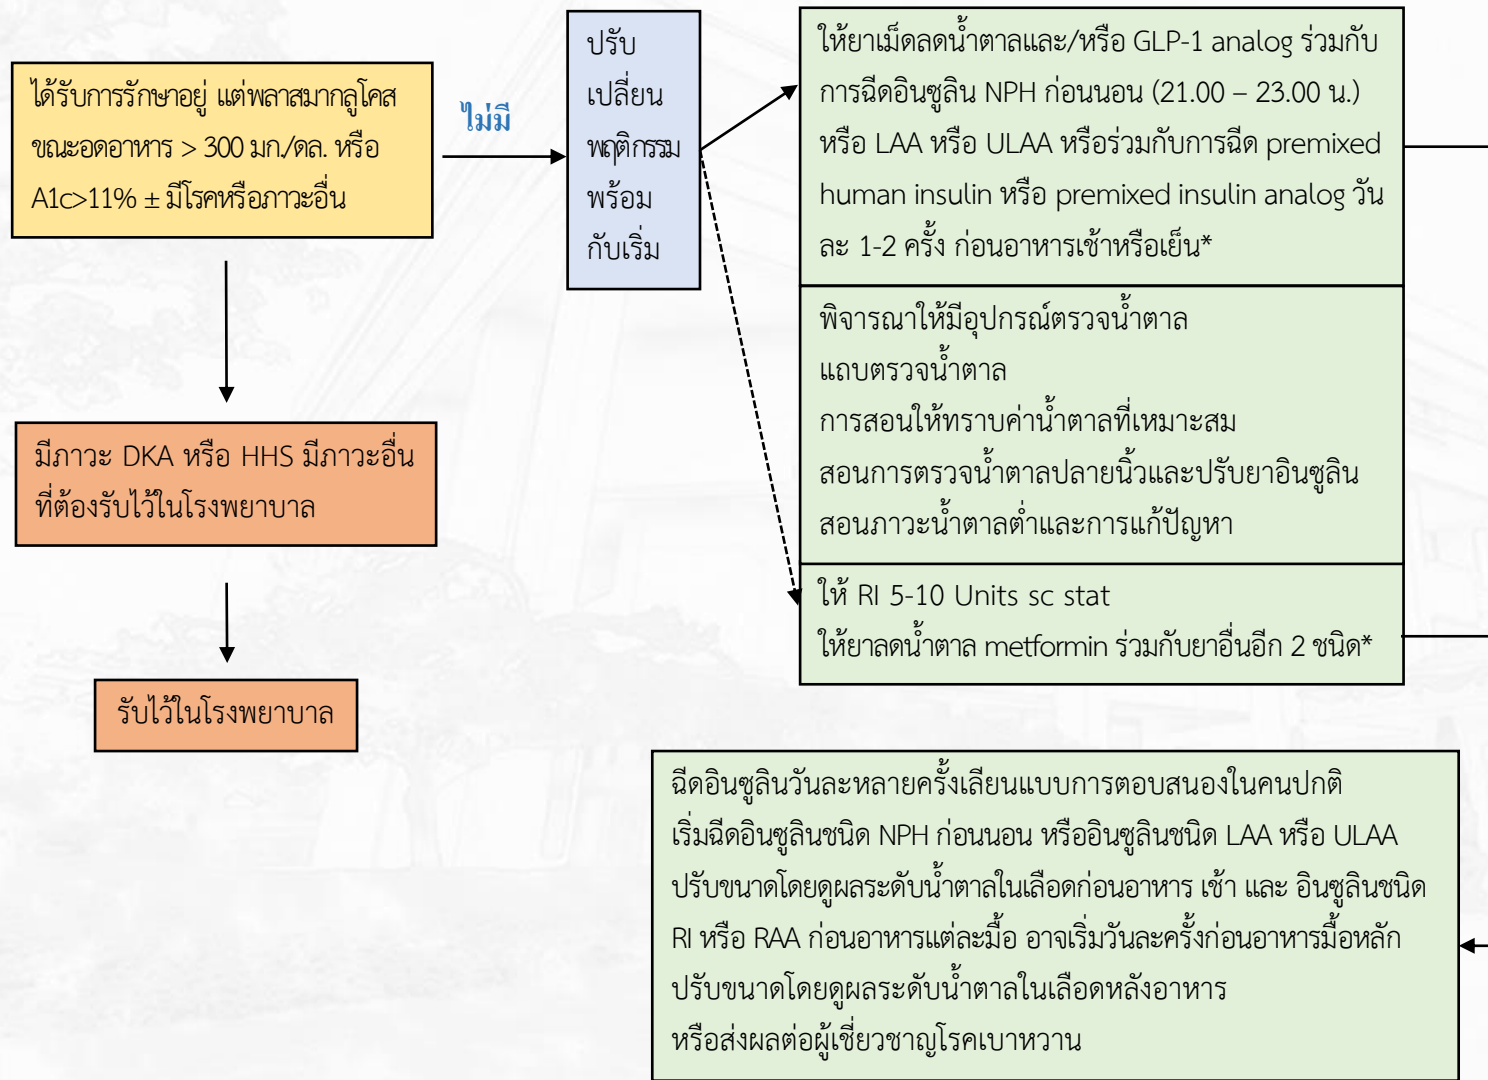 ได้รับการรักษาอยู่ แต่พลาสมากลูโคส
ขณะอดอาหาร > 300 มก./ดล. หรือ
A1c>11% ± มีโรคหรือภาวะอื่น
ไม่มี
ปรับ
เปลี่ยน
พฤติกรรม
พร้อม
กับเริ่ม
ให้ยาเม็ดลดน้ำตาลและ/หรือ GLP-1 analog ร่วมกับ
การฉีดอินซูลิน NPH ก่อนนอน (21.00 – 23.00 น.)
หรือ LAA หรือ ULAA หรือร่วมกับการฉีด premixed
human insulin หรือ premixed insulin analog วัน
ละ 1-2 ครั้ง ก่อนอาหารเช้าหรือเย็น*
พิจารณาให้มีอุปกรณ์ตรวจน้ำตาล
แถบตรวจน้ำตาล
การสอนให้ทราบค่าน้ำตาลที่เหมาะสม
สอนการตรวจน้ำตาลปลายนิ้วและปรับยาอินซูลิน
สอนภาวะน้ำตาลต่ำและการแก้ปัญหา
ให้ RI 5-10 Units sc stat
ให้ยาลดน้ำตาล metformin ร่วมกับยาอื่นอีก 2 ชนิด*
มีภาวะ DKA หรือ HHS มีภาวะอื่น
ที่ต้องรับไว้ในโรงพยาบาล
รับไว้ในโรงพยาบาล
ฉีดอินซูลินวันละหลายครั้งเลียนแบบการตอบสนองในคนปกติ
เริ่มฉีดอินซูลินชนิด NPH ก่อนนอน หรืออินซูลินชนิด LAA หรือ ULAA
ปรับขนาดโดยดูผลระดับน้ำตาลในเลือดก่อนอาหาร เช้า และ อินซูลินชนิด
RI หรือ RAA ก่อนอาหารแต่ละมื้อ อาจเริ่มวันละครั้งก่อนอาหารมื้อหลัก
ปรับขนาดโดยดูผลระดับน้ำตาลในเลือดหลังอาหาร
หรือส่งผลต่อผู้เชี่ยวชาญโรคเบาหวาน